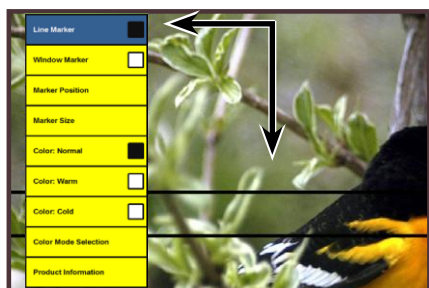 Line Marker
Window Marker
Marker Position
Marker Size
Color: Normal
Color: Warm
Color: Cold
Color Mode Selection
Product Information